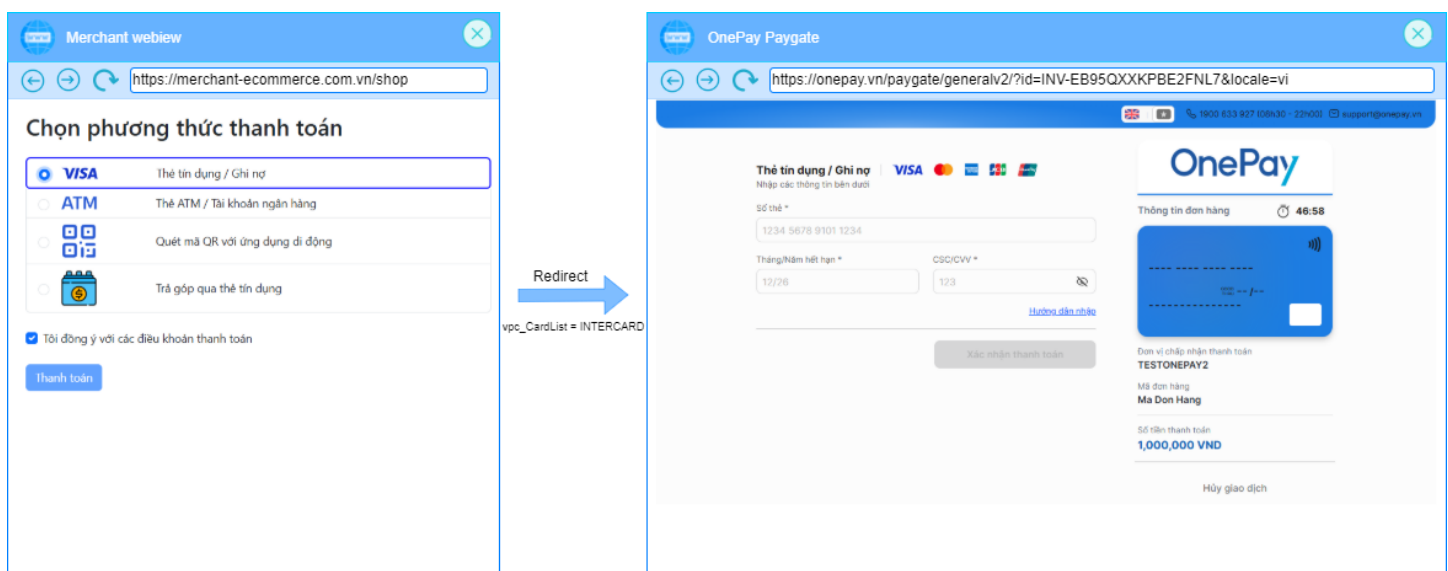 Merchant webiew
https://merchant-ecommerce.com.vn/shop
Chọn phương thức thanh toán
VISA Thẻ tín dụng / Ghi nợ
ATM Thẻ ATM / Tài khoản ngân hàng
Quét mã QR với ứng dụng di động
Trả góp qua thẻ tín dụng
Tôi đồng ý với các điều khoản thanh toán
Thanh toán
Redirect
vpc_CardList = INTERCARD
OnePay Paygate
https://onepay.vn/paygate/generalv2/?id=INV-EB95QXXKPBE2FNL7&locale=vi
1900 633 927 (08h30 - 22h00) support@onepay.vn
Thẻ tín dụng / Ghi nợ VISA
Nhập các thông tin bên dưới
Số thẻ *
1234 5678 9101 1234
Tháng/Năm hết hạn * CSC/CVV *
12/26 123
Hướng dẫn nhập
Xác nhận thanh toán
OnePay
Thông tin đơn hàng 46:58
Đơn vị chấp nhận thanh toán
TESTONEPAY2
Mã đơn hàng
Ma Don Hang
Số tiền thanh toán
1,000,000 VND
Hủy giao dịch